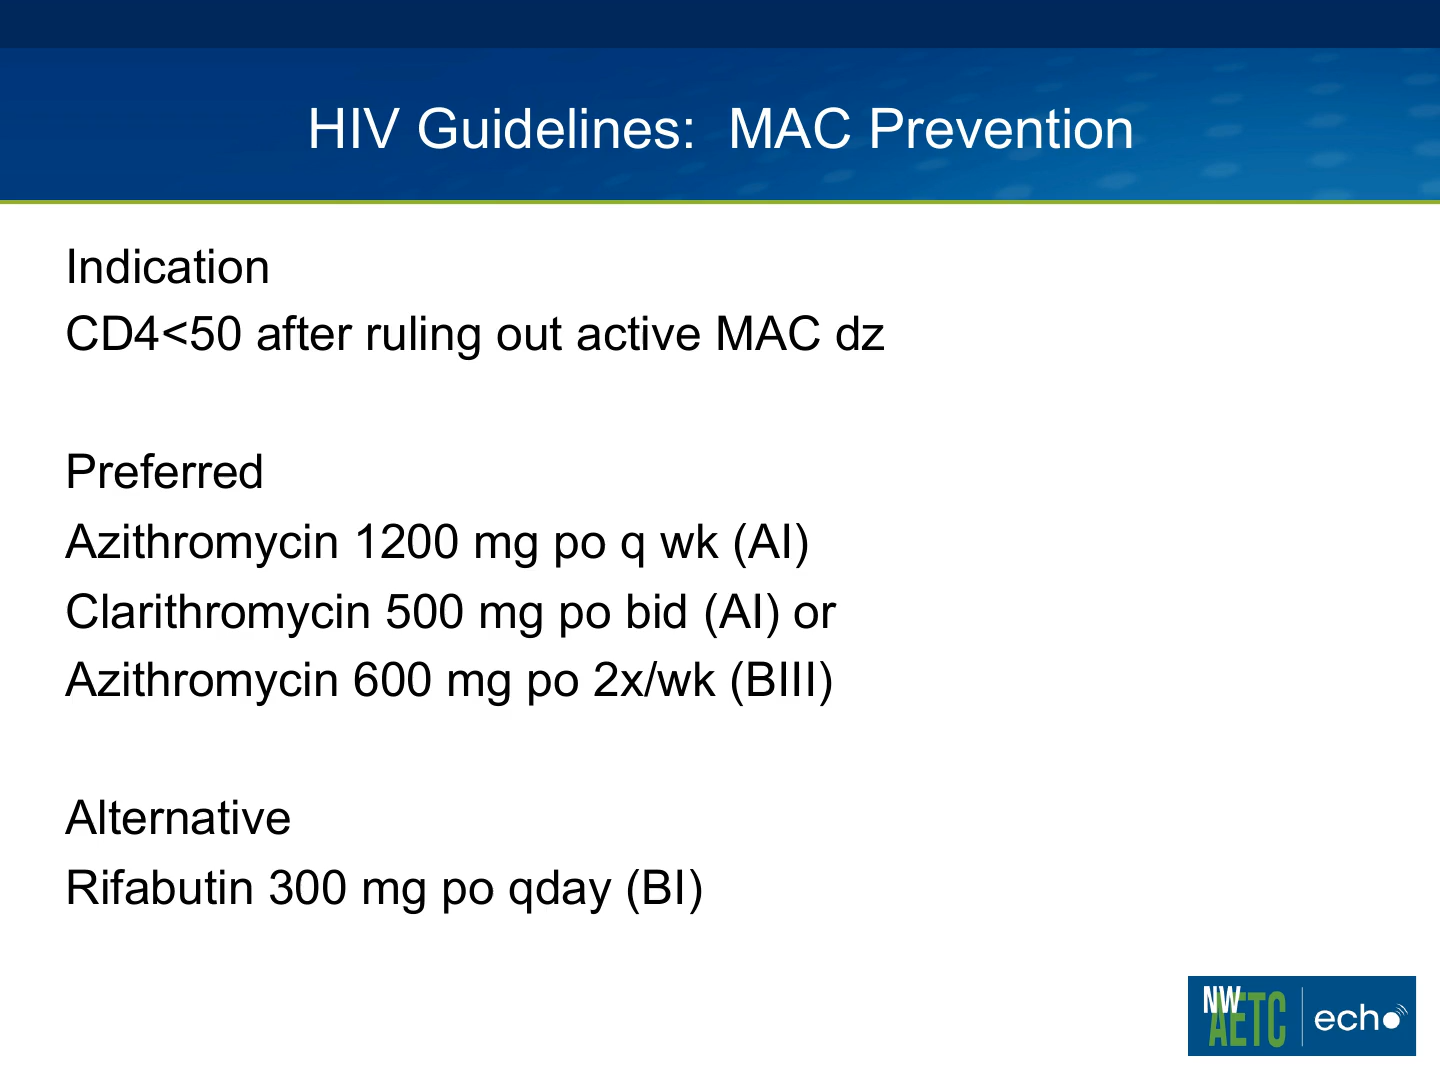 HIV Guidelines:  MAC Prevention
Indication
CD4<50 after ruling out active MAC dz
Preferred
Azithromycin 1200 mg po q wk (AI)
Clarithromycin 500 mg po bid (AI) or
Azithromycin 600 mg po 2x/wk (BIII)
Alternative
Rifabutin 300 mg po qday (BI)
NW
AETC
echo